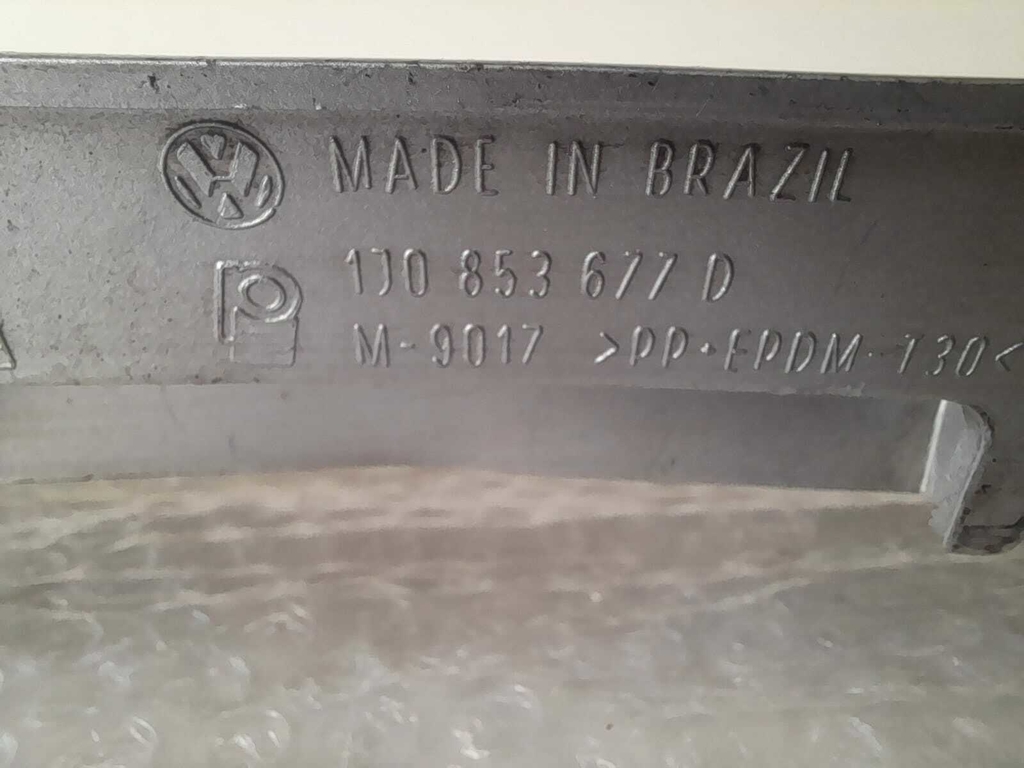 MADE IN BRAZIL
1J0 853 677 D
M-9017 >PP+EPDM-T30<